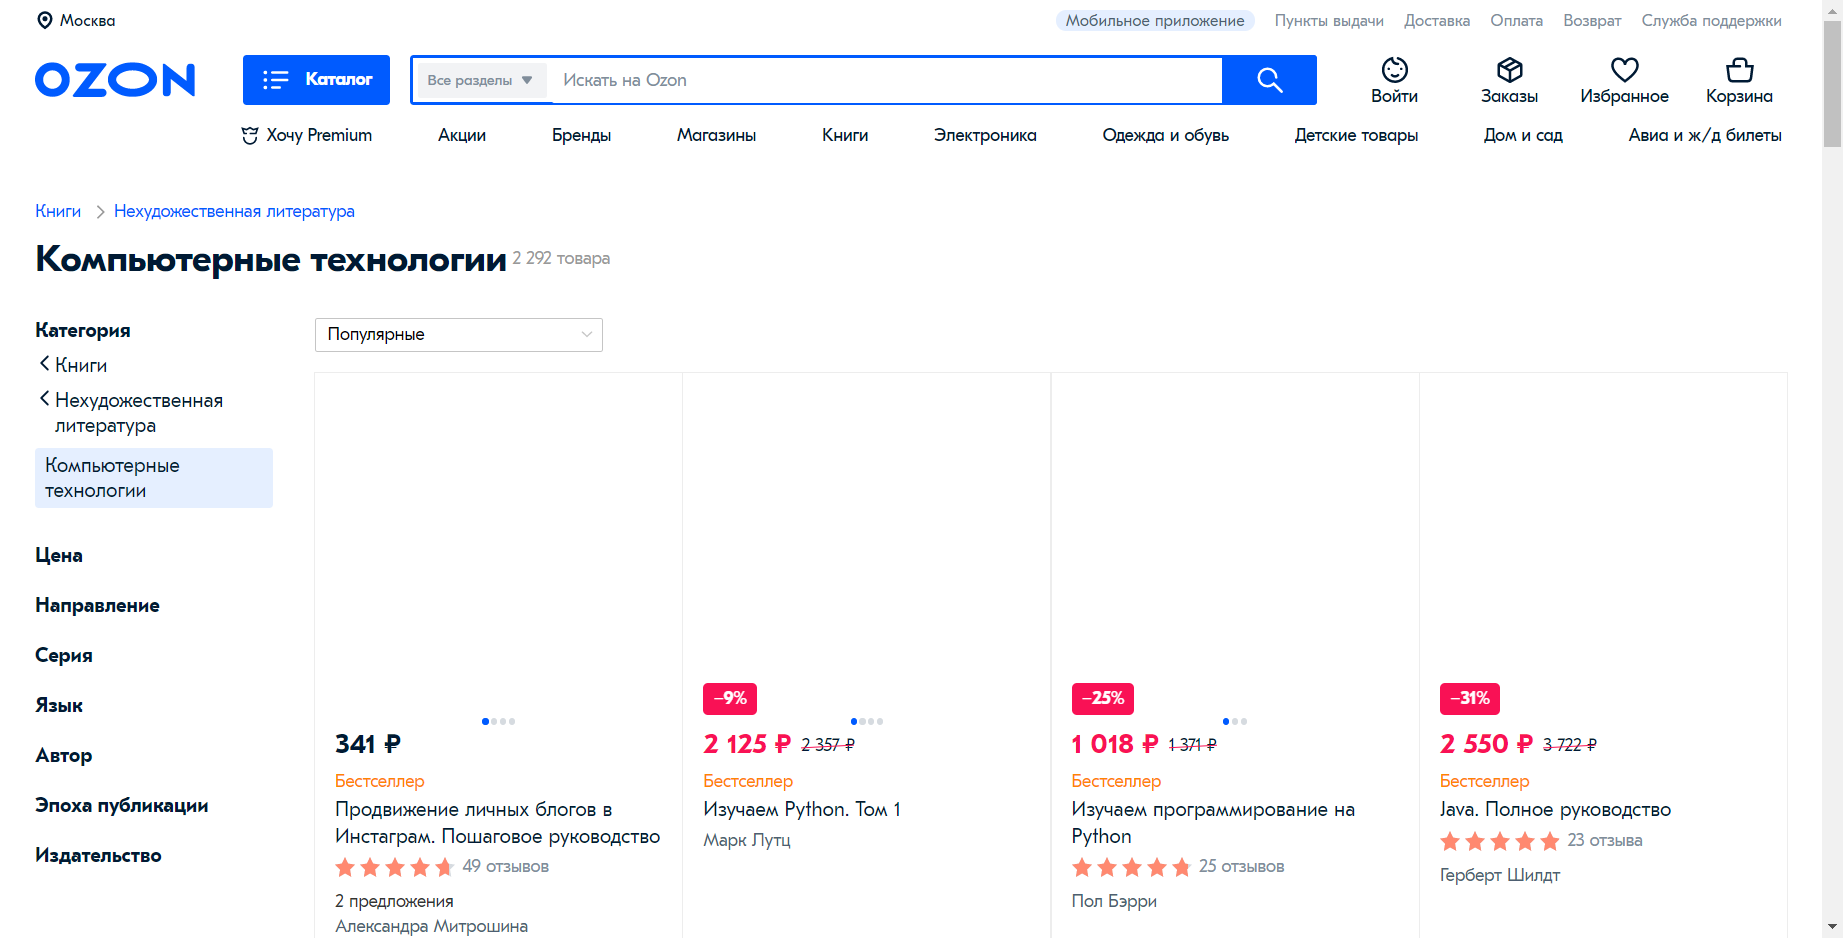 Москва
Мобильное приложение Пункты выдачи Доставка Оплата Возврат Служба поддержки
OZON
Каталог
Все разделы Искать на Ozon
Войти Заказы Избранное Корзина
Хочу Premium Акции Бренды Магазины Книги Электроника Одежда и обувь Детские товары Дом и сад Авиа и ж/д билеты
Книги Нехудожественная литература
Компьютерные технологии 2 292 товара
Категория
Книги
Нехудожественная
литература
Компьютерные
технологии
Цена
Направление
Серия
Язык
Автор
Эпоха публикации
Издательство
Популярные
341 ₽
Бестселлер
Продвижение личных блогов в
Инстаграм. Пошаговое руководство
49 отзывов
2 предложения
Александра Митрошина
−9%
2 125 ₽ 2 357 ₽
Бестселлер
Изучаем Python. Том 1
Марк Лутц
−25%
1 018 ₽ 1 371 ₽
Бестселлер
Изучаем программирование на
Python
25 отзывов
Пол Бэрри
−31%
2 550 ₽ 3 722 ₽
Бестселлер
Java. Полное руководство
23 отзыва
Герберт Шилдт